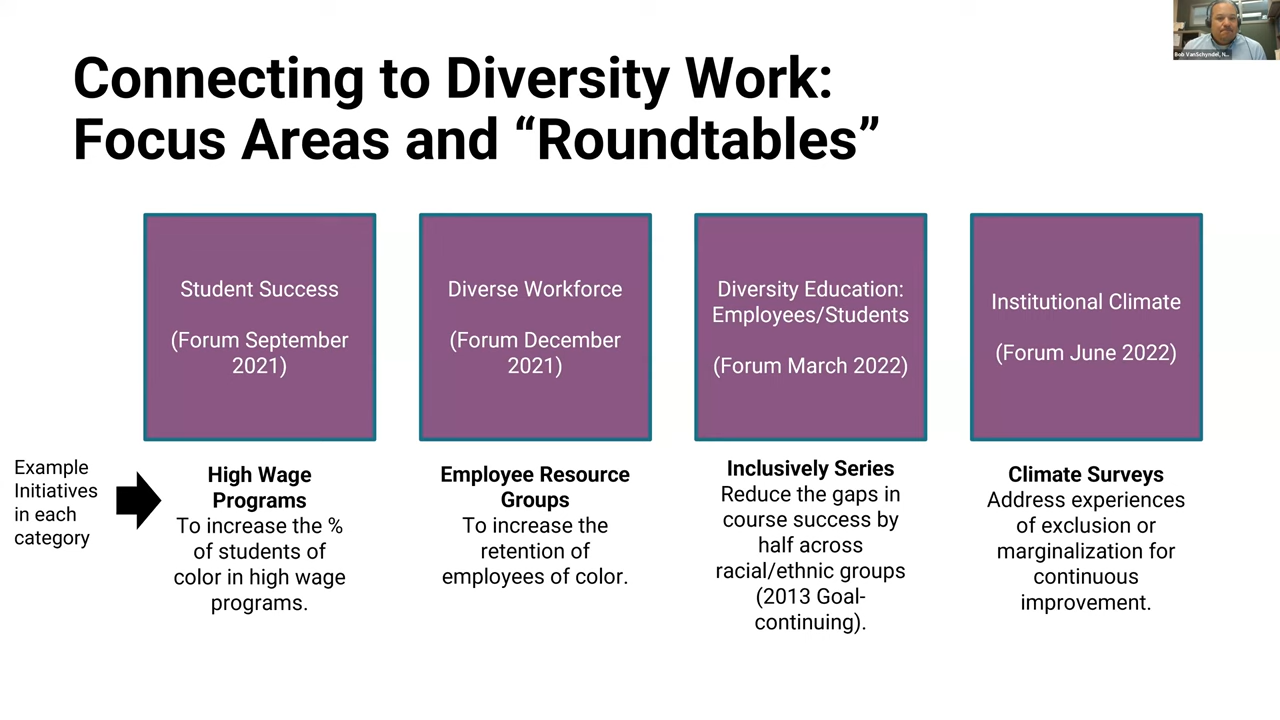 Bob VanSchyndel, N...
Connecting to Diversity Work:
Focus Areas and “Roundtables”
Student Success
(Forum September
2021)
Diverse Workforce
(Forum December
2021)
Diversity Education:
Employees/Students
(Forum March 2022)
Institutional Climate
(Forum June 2022)
Example
Initiatives
in each
category
High Wage
Programs
To increase the %
of students of
color in high wage
programs.
Employee Resource
Groups
To increase the
retention of
employees of color.
Inclusively Series
Reduce the gaps in
course success by
half across
racial/ethnic groups
(2013 Goal-
continuing).
Climate Surveys
Address experiences
of exclusion or
marginalization for
continuous
improvement.